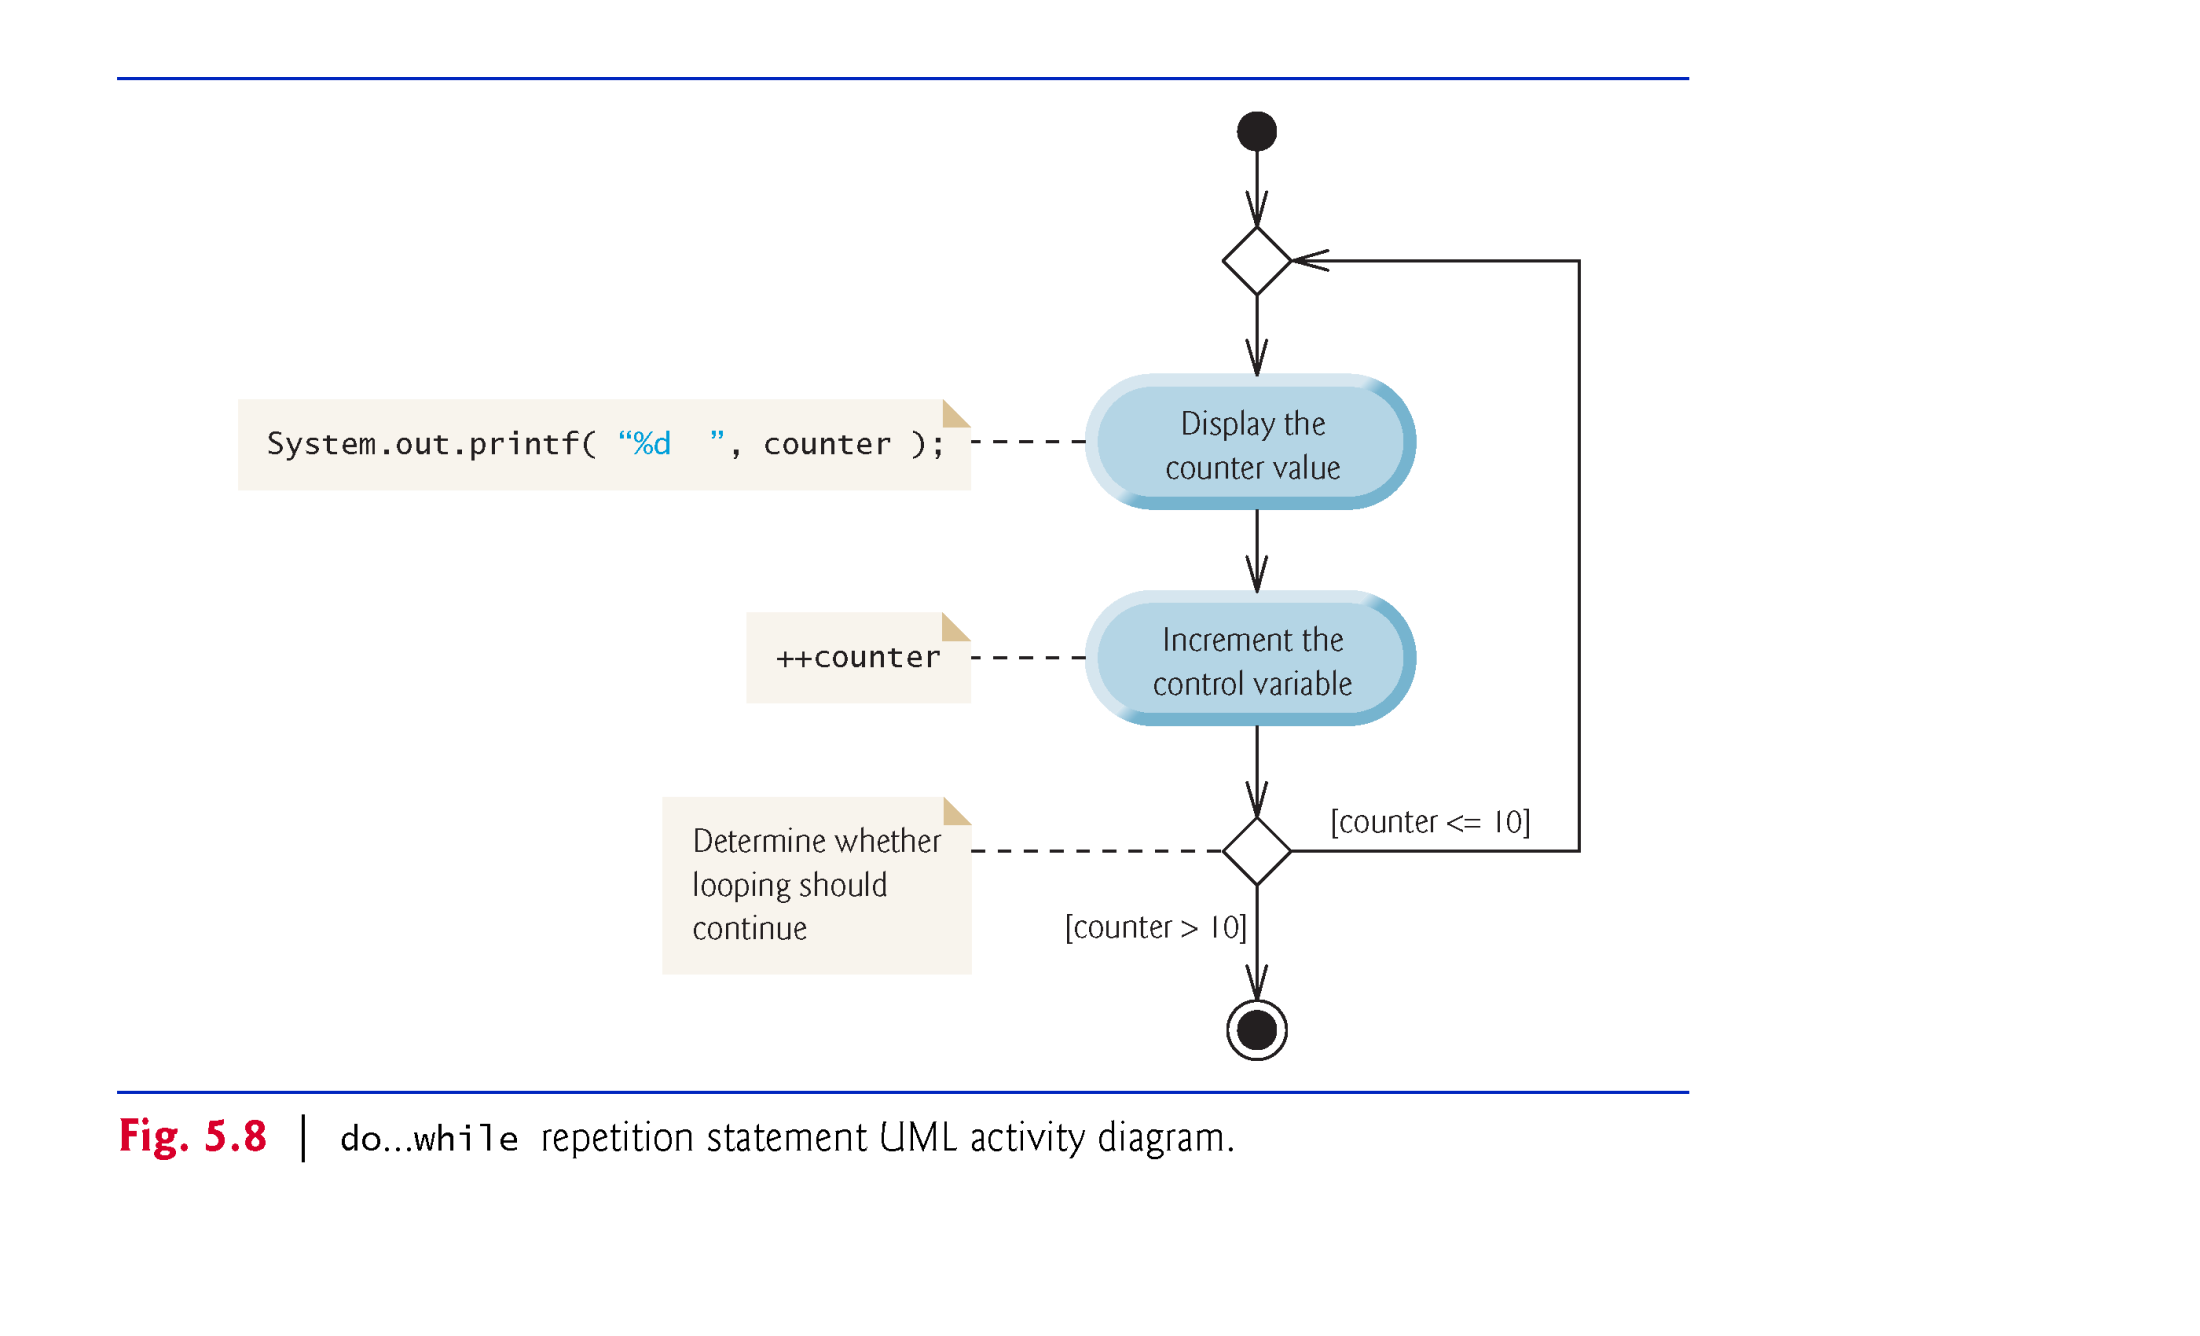 Display the
counter value
System.out.printf( “%d  ”, counter );
Increment the
control variable
++counter
Determine whether
looping should
continue
[counter <= 10]
[counter > 10]
Fig. 5.8 | do...while repetition statement UML activity diagram.